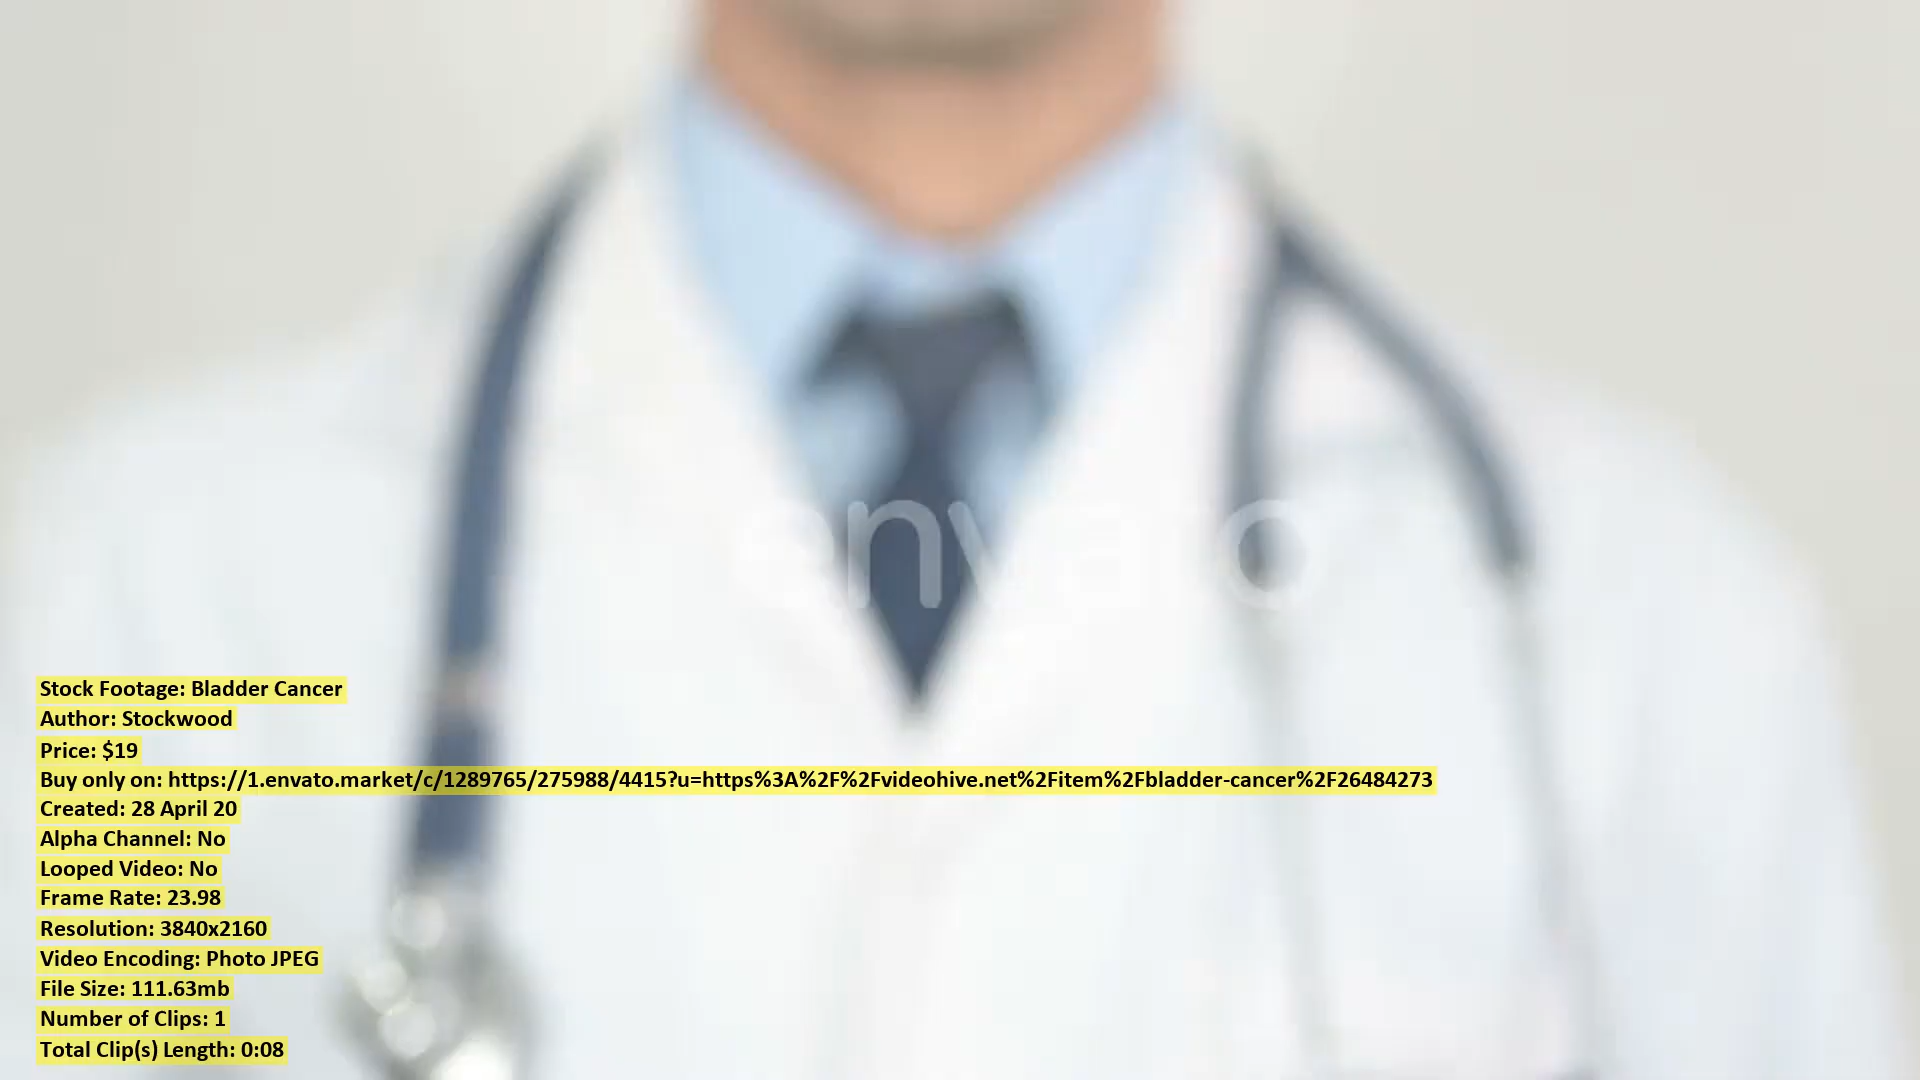 envato
Stock Footage: Bladder Cancer
Author: Stockwood
Price: $19
Buy only on: https://1.envato.market/c/1289765/275988/4415?u=https%3A%2F%2Fvideohive.net%2Fitem%2Fbladder-cancer%2F26484273
Created: 28 April 20
Alpha Channel: No
Looped Video: No
Frame Rate: 23.98
Resolution: 3840x2160
Video Encoding: Photo JPEG
File Size: 111.63mb
Number of Clips: 1
Total Clip(s) Length: 0:08